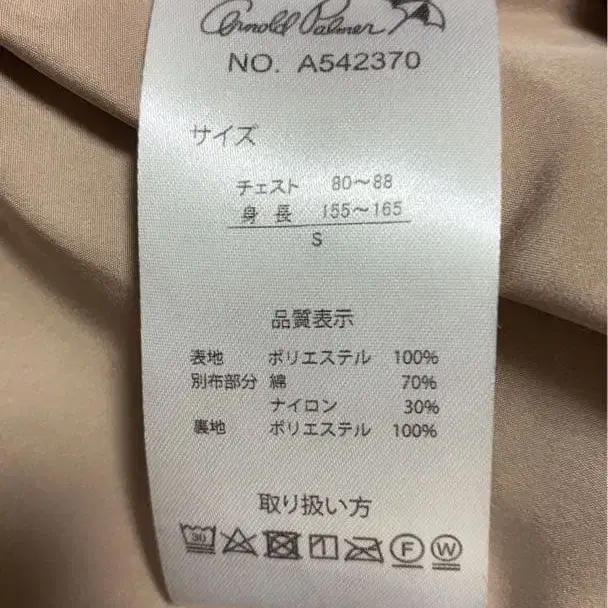 Arnold Palmer
NO. A542370
サイズ
チェスト 80～88
身長 155～165
S
品質表示
表地 ポリエステル 100%
別布部分 綿 70%
ナイロン 30%
裏地 ポリエステル 100%
取り扱い方
30 F W